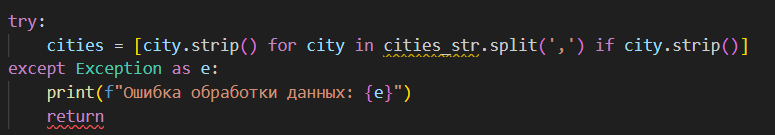 try:
    cities = [city.strip() for city in cities_str.split(',') if city.strip()]
except Exception as e:
    print(f"Ошибка обработки данных: {e}")
    return